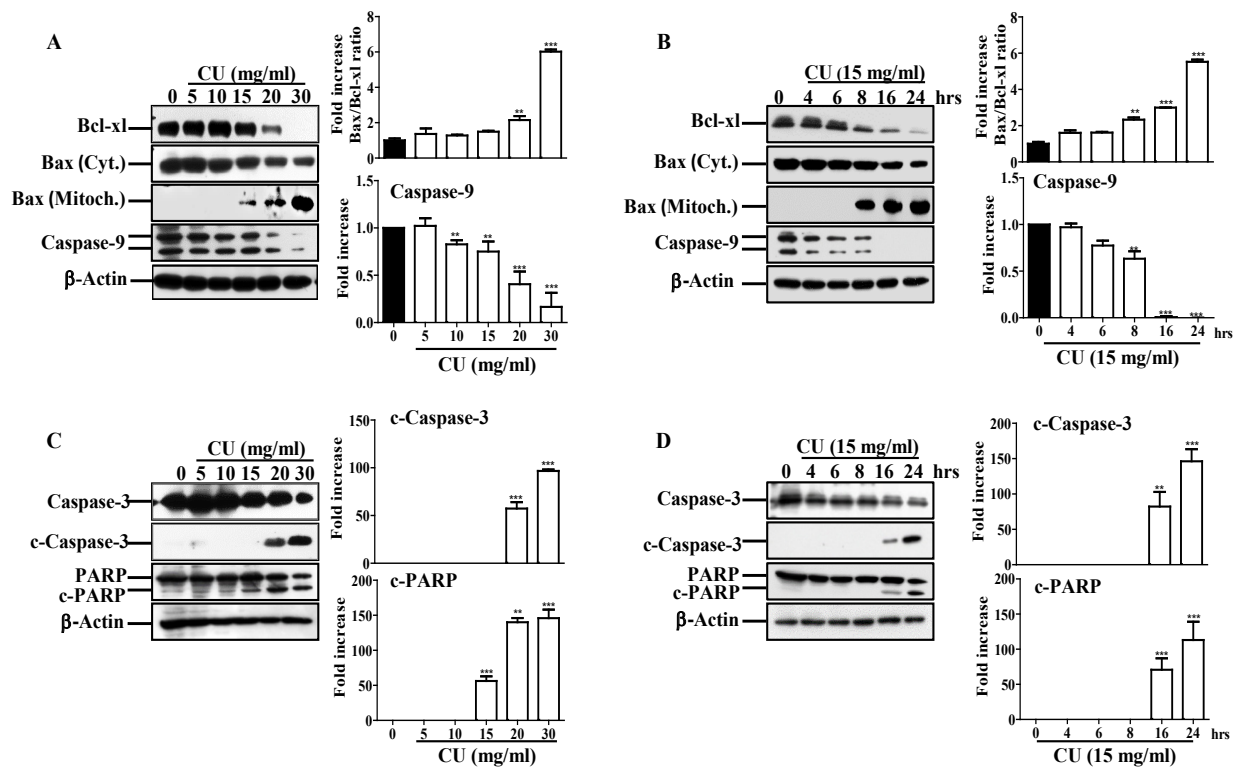 A
CU (mg/ml)
0 5 10 15 20 30
Bcl-xl
Bax (Cyt.)
Bax (Mitoch.)
Caspase-9
β-Actin
Fold increase
Bax/Bcl-xl ratio
8
6
4
2
0
**
***
Caspase-9
Fold increase
1.5
1.0
0.5
0.0
**
**
***
***
0 5 10 15 20 30
CU (mg/ml)
B
CU (15 mg/ml)
0 4 6 8 16 24 hrs
Bcl-xl
Bax (Cyt.)
Bax (Mitoch.)
Caspase-9
β-Actin
Fold increase
Bax/Bcl-xl ratio
8
6
4
2
0
**
***
***
Caspase-9
Fold increase
1.5
1.0
0.5
0.0
**
***
***
0 4 6 8 16 24 hrs
CU (15 mg/ml)
C
CU (mg/ml)
0 5 10 15 20 30
Caspase-3
c-Caspase-3
PARP
c-PARP
β-Actin
c-Caspase-3
Fold increase
150
100
50
0
***
***
c-PARP
Fold increase
200
150
100
50
0
***
**
***
0 5 10 15 20 30
CU (mg/ml)
D
CU (15 mg/ml)
0 4 6 8 16 24 hrs
Caspase-3
c-Caspase-3
PARP
c-PARP
β-Actin
c-Caspase-3
Fold increase
200
150
100
50
0
**
***
c-PARP
Fold increase
200
150
100
50
0
***
***
0 4 6 8 16 24 hrs
CU (15 mg/ml)